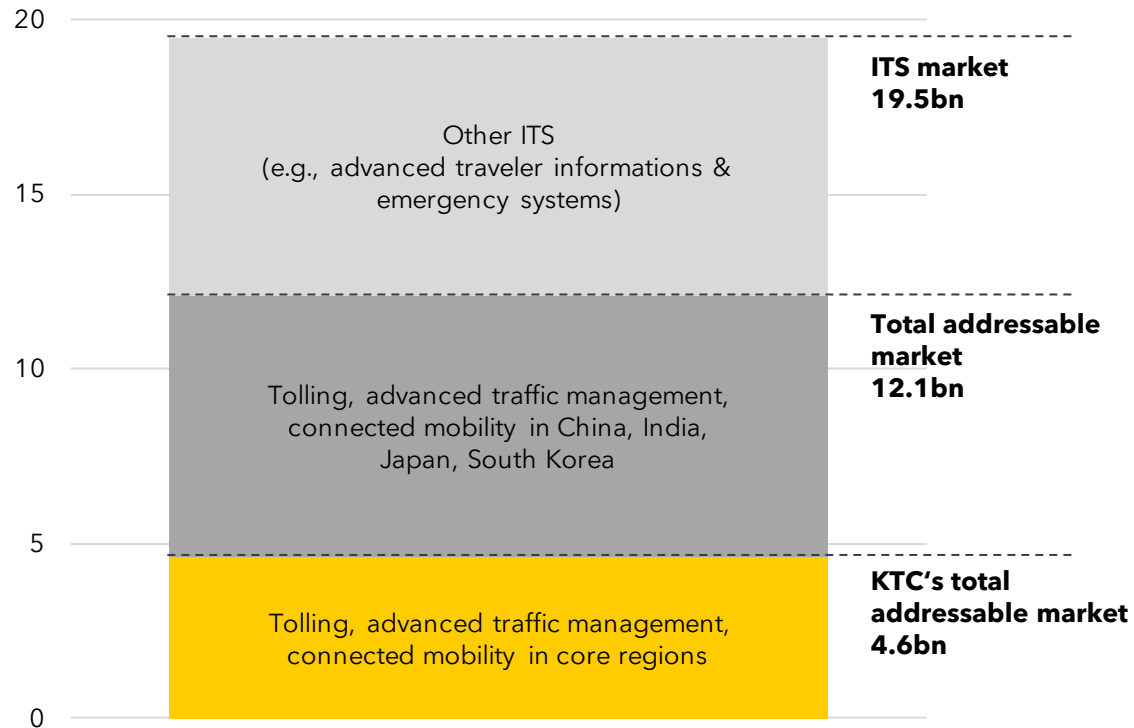 20
ITS market
19.5bn
Other ITS
(e.g., advanced traveler informations &
emergency systems)
15
Total addressable
market
12.1bn
10
Tolling, advanced traffic management,
connected mobility in China, India,
Japan, South Korea
5
KTC‘s total
addressable market
4.6bn
Tolling, advanced traffic management,
connected mobility in core regions
0